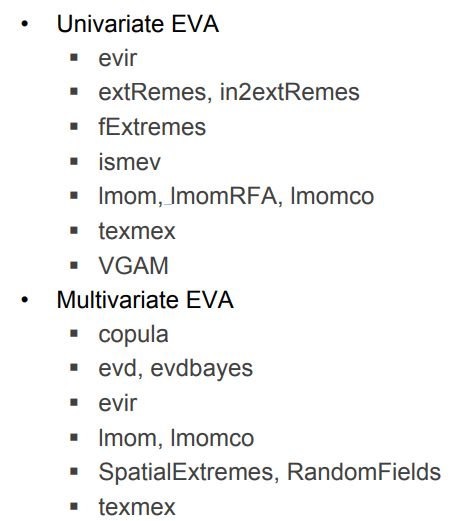 • Univariate EVA
▪ evir
▪ extRemes, in2extRemes
▪ fExtremes
▪ ismev
▪ lmom, lmomRFA, lmomco
▪ texmex
▪ VGAM
• Multivariate EVA
▪ copula
▪ evd, evdbayes
▪ evir
▪ lmom, lmomco
▪ SpatialExtremes, RandomFields
▪ texmex